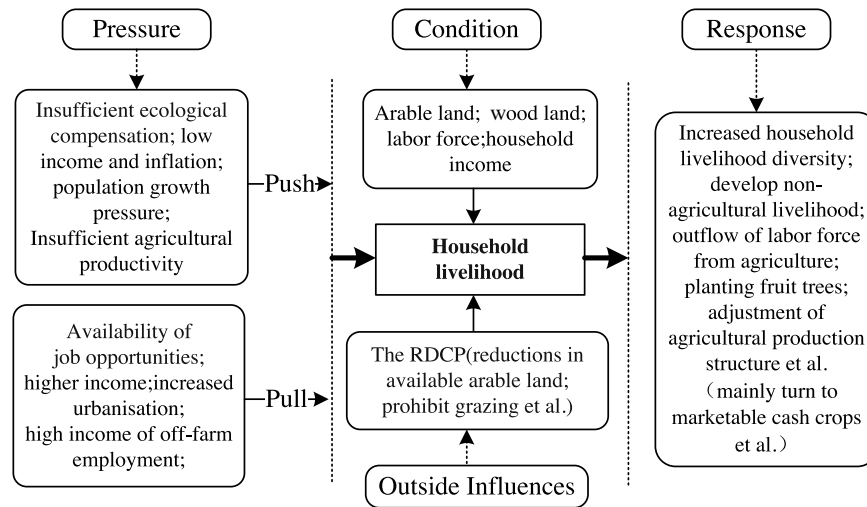 Pressure
Insufficient ecological
compensation; low
income and inflation;
population growth
pressure;
Insufficient agricultural
productivity
Push
Availability of
job opportunities;
higher income;increased
urbanisation;
high income of off-farm
employment;
Pull
Condition
Arable land; wood land;
labor force;household
income
Household
livelihood
The RDCP(reductions in
available arable land;
prohibit grazing et al.)
Outside Influences
Response
Increased household
livelihood diversity;
develop non-
agricultural livelihood;
outflow of labor force
from agriculture;
planting fruit trees;
adjustment of
agricultural production
structure et al.
（mainly turn to
marketable cash crops
et al.）